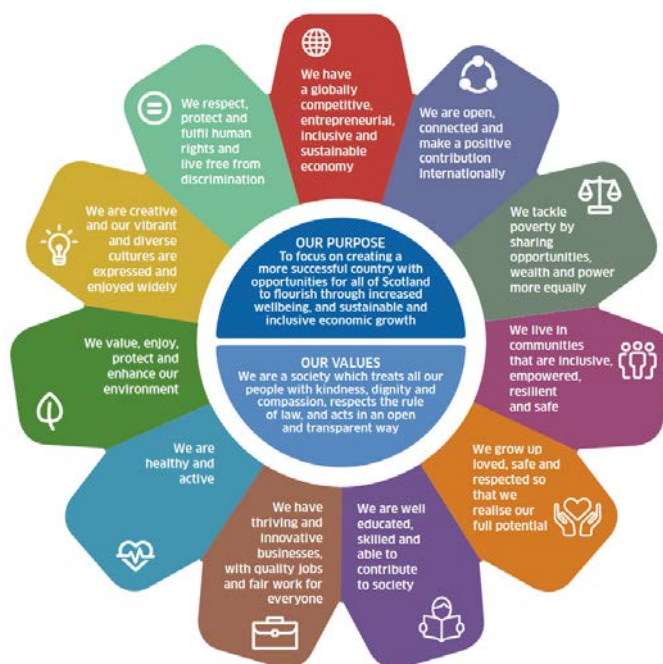 We have
a globally
competitive,
entrepreneurial,
inclusive and
sustainable
economy
We are open,
connected and
make a positive
contribution
internationally
We tackle
poverty by
sharing
opportunities,
wealth and power
more equally
We live in
communities
that are inclusive,
empowered,
resilient
and safe
We grow up
loved, safe and
respected so
that we
realise our
full potential
We are well
educated,
skilled and
able to
contribute
to society
We have
thriving and
innovative
businesses,
with quality jobs
and fair work for
everyone
We are
healthy and
active
We value, enjoy,
protect and
enhance our
environment
We are creative
and our vibrant
and diverse
cultures are
expressed and
enjoyed widely
We respect,
protect and
fulfil human
rights and
live free from
discrimination
OUR PURPOSE
To focus on creating a
more successful country with
opportunities for all of Scotland
to flourish through increased
wellbeing, and sustainable and
inclusive economic growth
OUR VALUES
We are a society which treats all our
people with kindness, dignity and
compassion, respects the rule
of law, and acts in an open
and transparent way